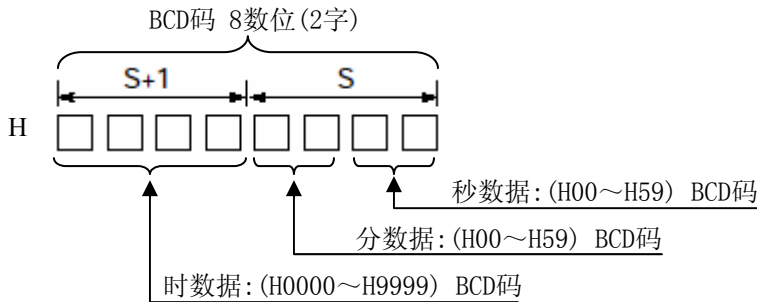 BCD码 8数位(2字)
S+1 S
H
秒数据:(H00～H59) BCD码
分数据:(H00～H59) BCD码
时数据:(H0000～H9999) BCD码